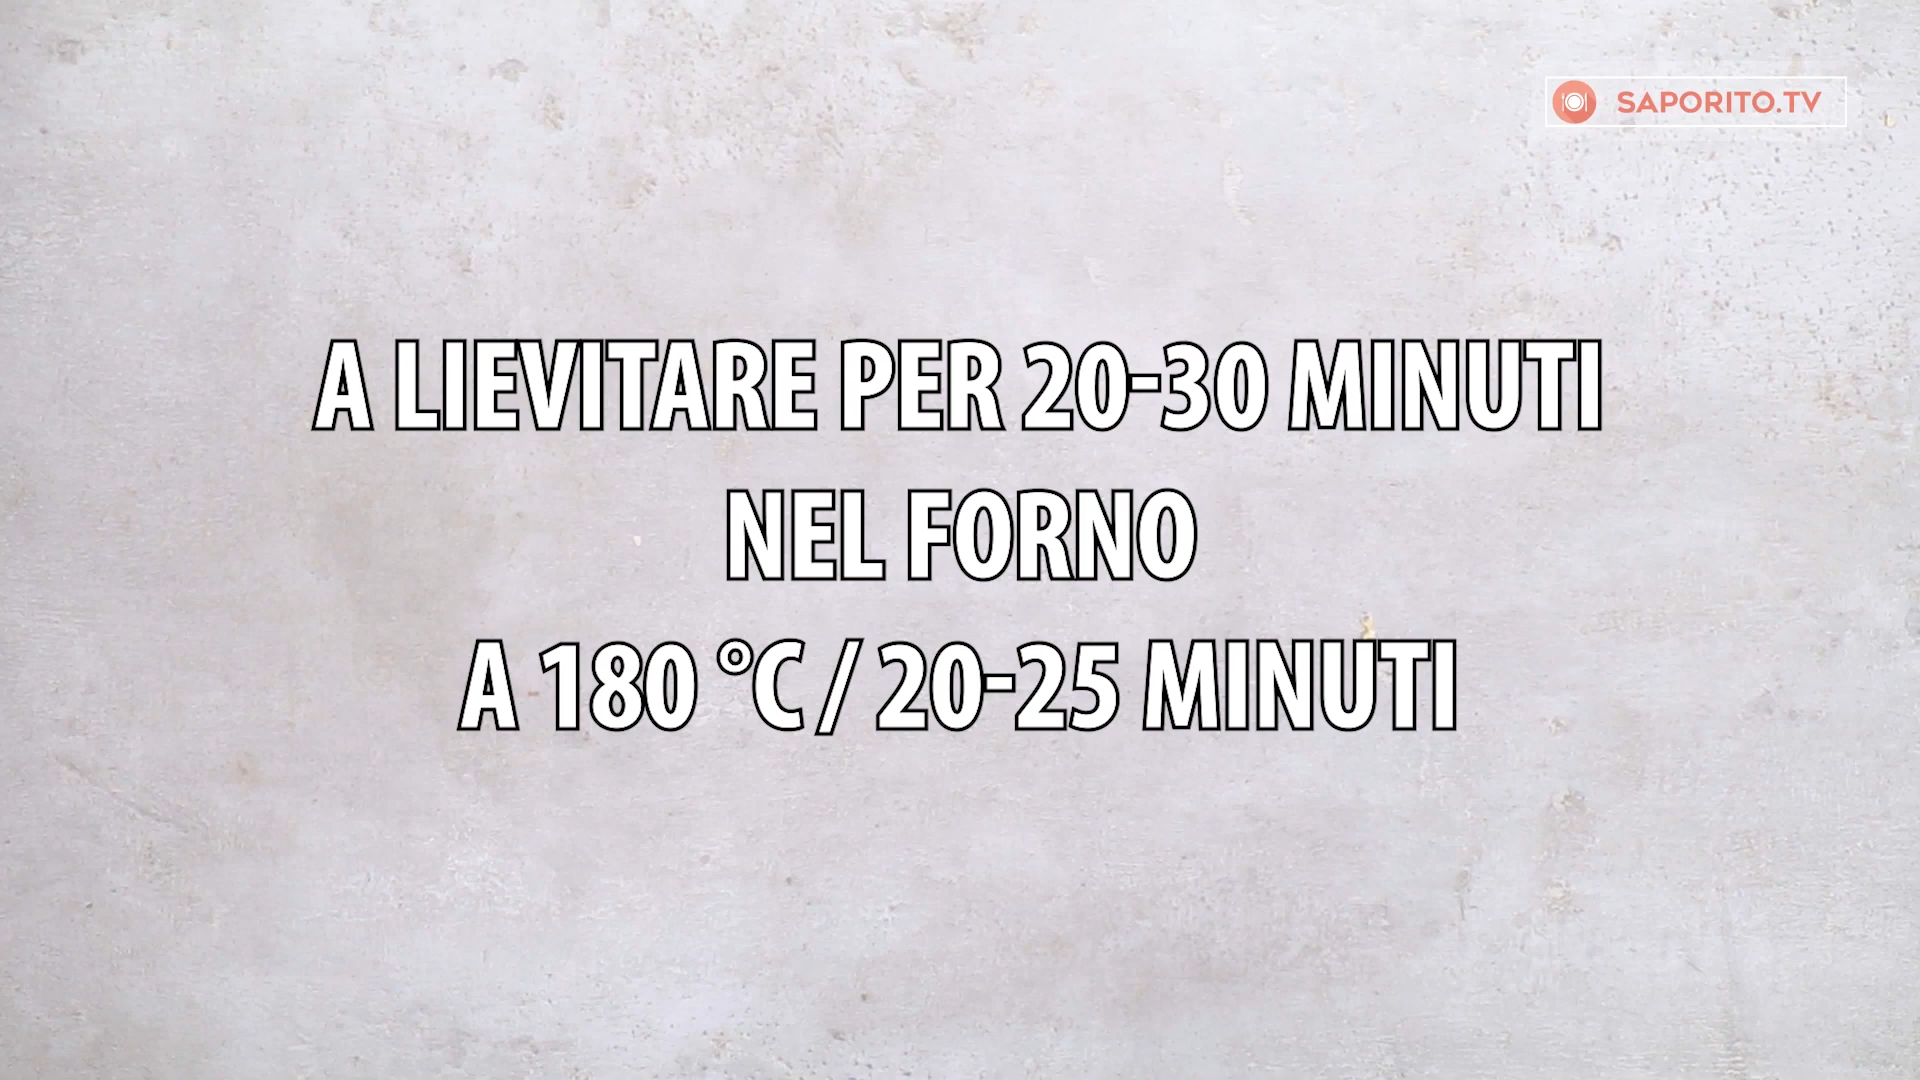 SAPORITO.TV
A LIEVITARE PER 20-30 MINUTI
NEL FORNO
A 180 °C / 20-25 MINUTI